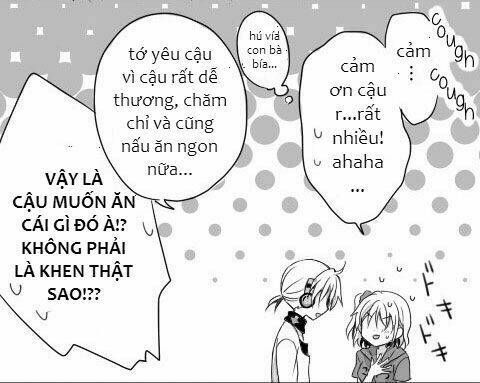 cough
cough
cảm
...
cảm
ơn cậu
r...rất
nhiều!
ahaha
...
hú vía
con bà
bía...
tớ yêu cậu
vì cậu rất dễ
thương, chăm
chỉ và cũng
nấu ăn ngon
nữa...
VẬY LÀ
CẬU MUỐN ĂN
CÁI GÌ ĐÓ À!?
KHÔNG PHẢI
LÀ KHEN THẬT
SAO!??
ドキ
ドキ